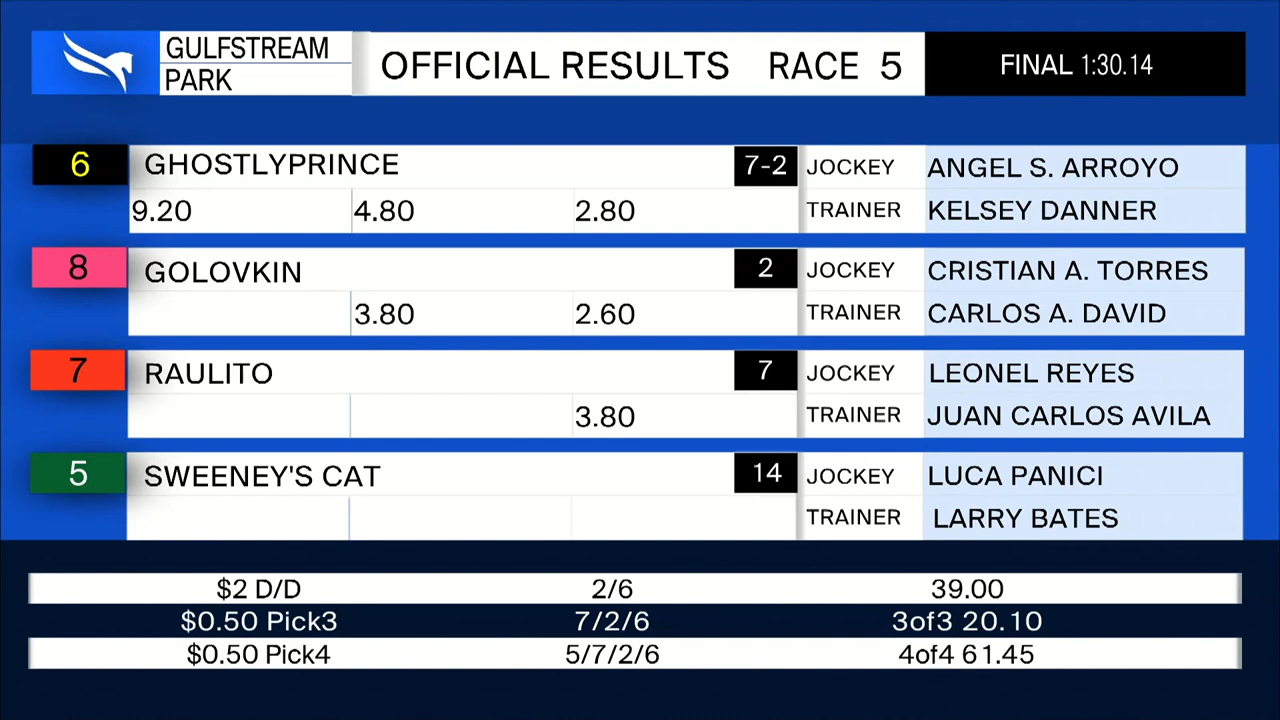 GULFSTREAM
PARK
OFFICIAL RESULTS RACE 5
FINAL 1:30.14
6 GHOSTLYPRINCE 7-2 JOCKEY ANGEL S. ARROYO
9.20 4.80 2.80 TRAINER KELSEY DANNER
8 GOLOVKIN 2 JOCKEY CRISTIAN A. TORRES
3.80 2.60 TRAINER CARLOS A. DAVID
7 RAULITO 7 JOCKEY LEONEL REYES
3.80 TRAINER JUAN CARLOS AVILA
5 SWEENEY'S CAT 14 JOCKEY LUCA PANICI
TRAINER LARRY BATES
$2 D/D 2/6 39.00
$0.50 Pick3 7/2/6 3of3 20.10
$0.50 Pick4 5/7/2/6 4of4 61.45